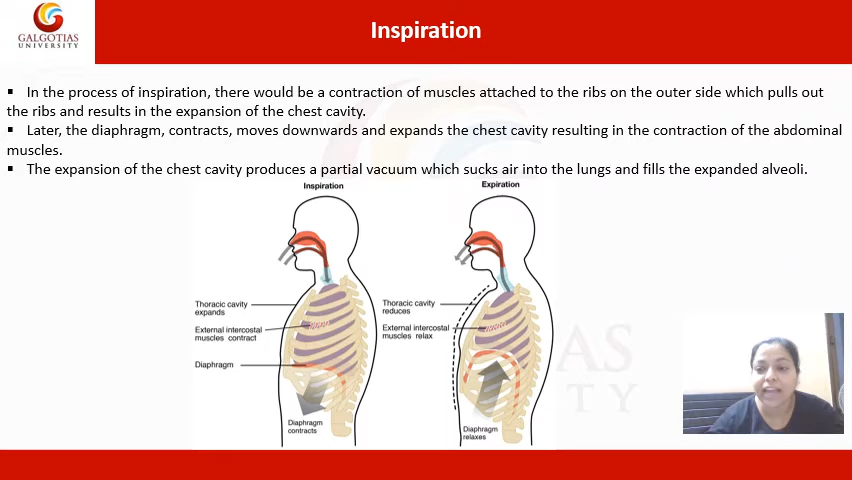 GALGOTIAS
UNIVERSITY
Inspiration
▪ In the process of inspiration, there would be a contraction of muscles attached to the ribs on the outer side which pulls out
the ribs and results in the expansion of the chest cavity.
▪ Later, the diaphragm, contracts, moves downwards and expands the chest cavity resulting in the contraction of the abdominal
muscles.
▪ The expansion of the chest cavity produces a partial vacuum which sucks air into the lungs and fills the expanded alveoli.
Inspiration
Thoracic cavity
expands
External intercostal
muscles contract
Diaphragm
Diaphragm
contracts
Expiration
Thoracic cavity
reduces
External intercostal
muscles relax
Diaphragm
relaxes